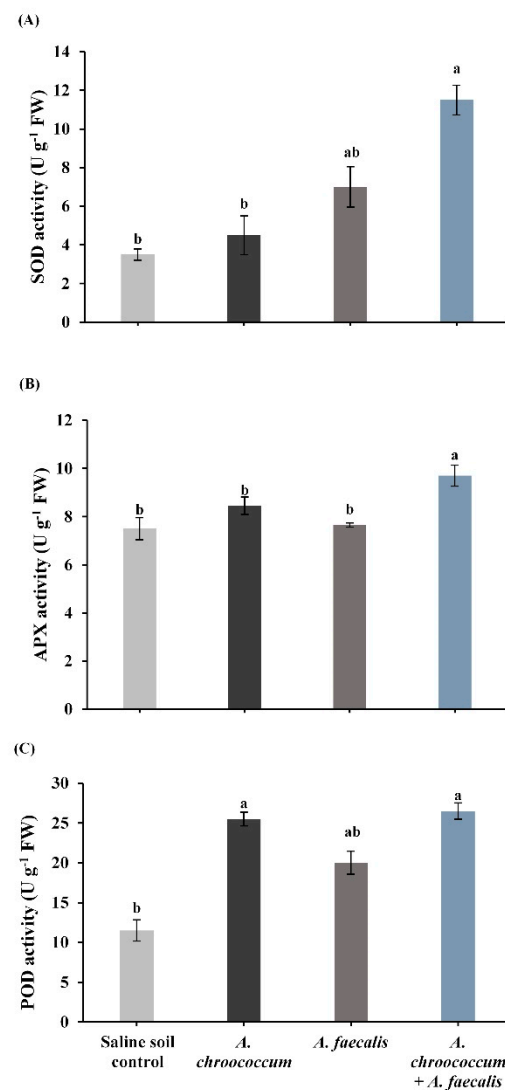 (A)
SOD activity (U g⁻¹ FW)
14
12
10
8
6
4
2
0
b
b
ab
a
(B)
APX activity (U g⁻¹ FW)
12
10
8
6
4
2
0
b
b
b
a
(C)
POD activity (U g⁻¹ FW)
30
25
20
15
10
5
0
b
a
ab
a
Saline soil
control
A.
chroococcum
A. faecalis
A.
chroococcum
+ A. faecalis